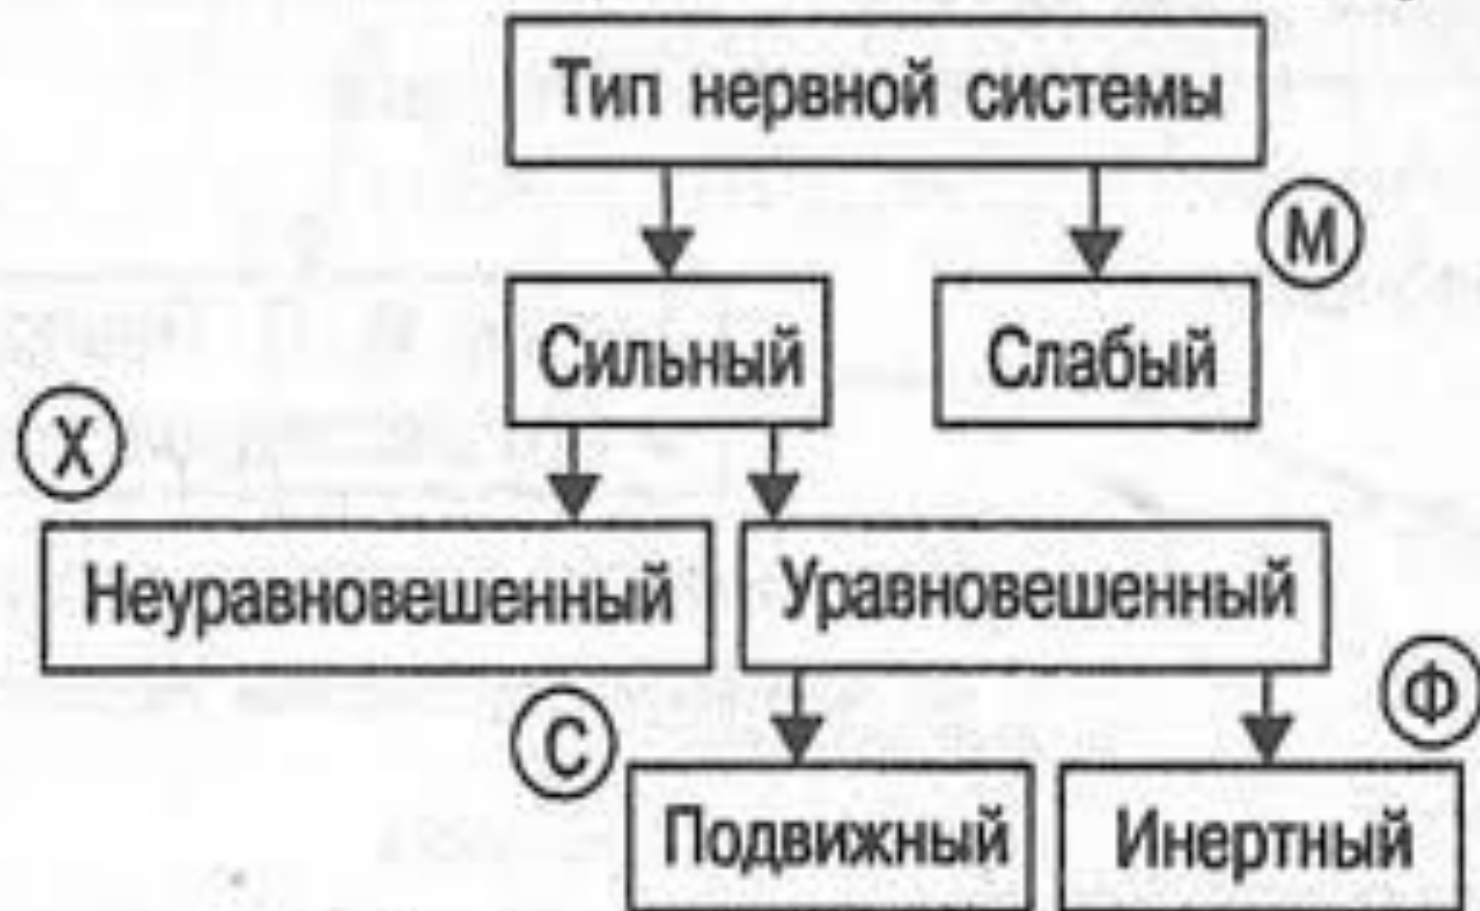 Тип нервной системы
М
Сильный
Слабый
Х
Неуравновешенный
Уравновешенный
С
Ф
Подвижный
Инертный